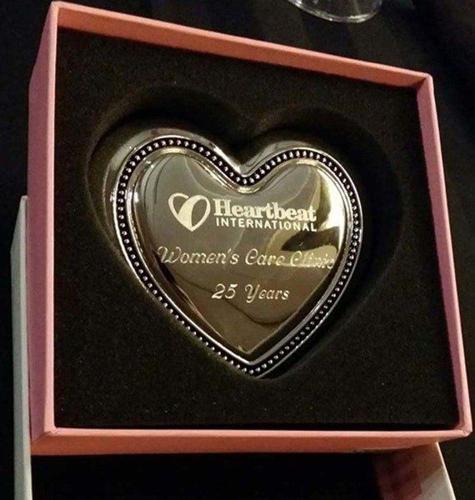 Heartbeat
INTERNATIONAL
Women's Care Clinic
25 Years